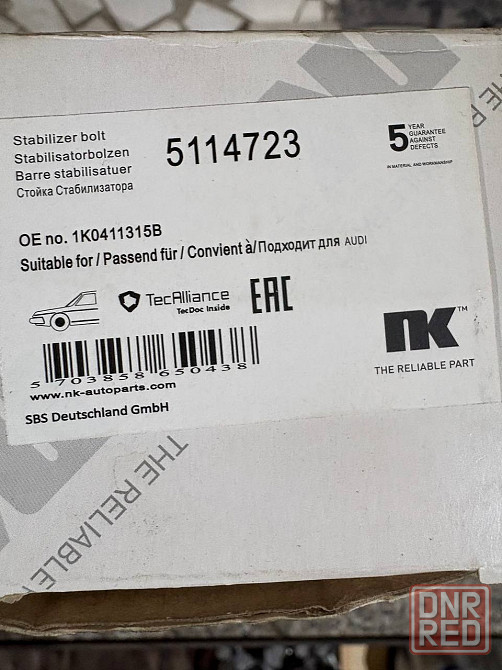 Stabilizer bolt
Stabilisatorbolzen
Barre stabilisatuer
Стойка Стабилизатора
5114723
5 YEAR
GUARANTEE
AGAINST
DEFECTS
IN MATERIAL AND WORKMANSHIP
OE no. 1K0411315B
Suitable for / Passend für / Convient à/Подходит для AUDI
TecAlliance
TecDoc Inside
EAC
nk™
THE RELIABLE PART
5 703858 650438
www.nk-autoparts.com
SBS Deutschland GmbH
THE RELIABLE
DNR
RED